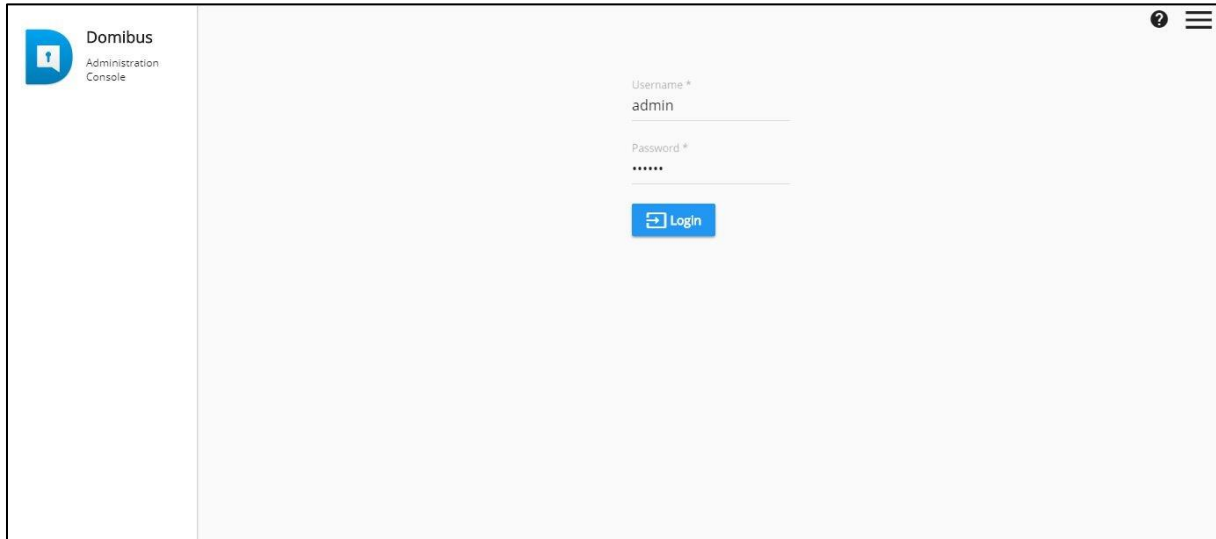 Domibus
Administration
Console
Username *
admin
Password *
••••••
Login